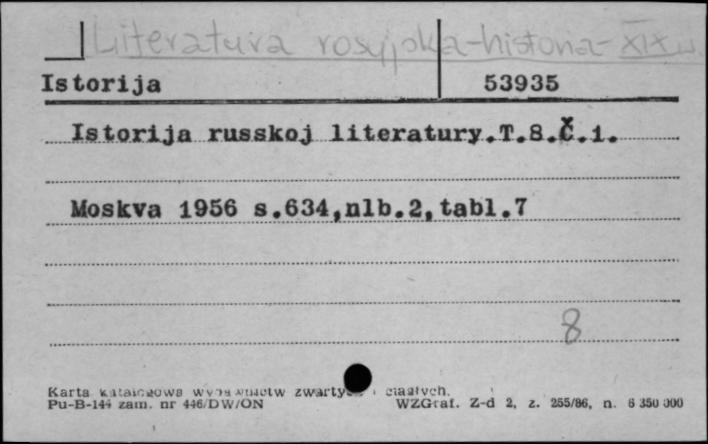 Literatura rosyjska-historia-XIX w.
Istorija 53935
Istorija russkoj literatury.T.8.Č.1.
Moskva 1956 s.634,nlb.2,tabl.7
8
Karta katalogowa wydawnictw zwartych i ciągłych.
Pu-B-144 zam. nr 446/DW/ON WZGraf. Z-d 2, z. 255/86, n. 6 350 000